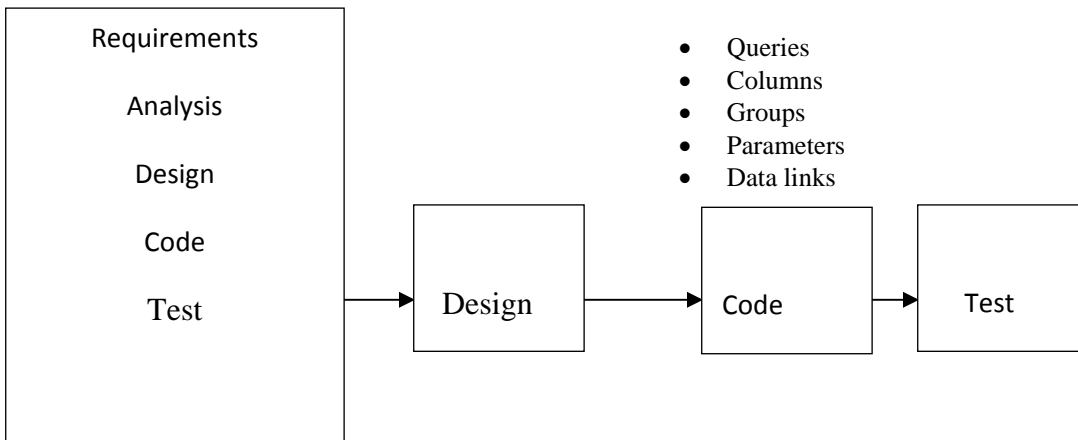 Requirements
Analysis
Design
Code
Test
• Queries
• Columns
• Groups
• Parameters
• Data links
Design
Code
Test